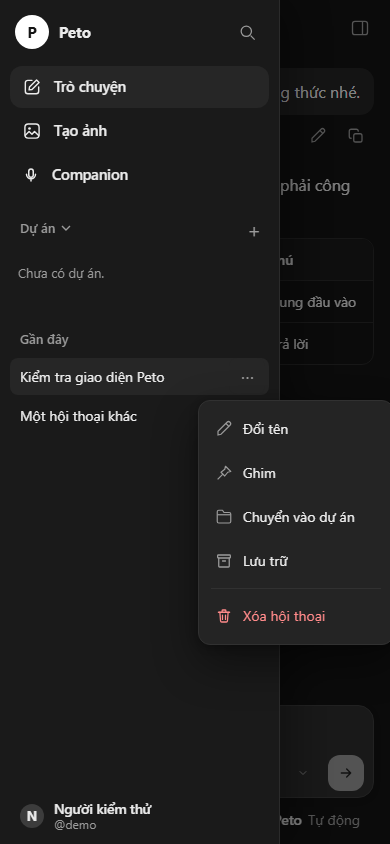 P Peto
g thức nhé.
Trò chuyện
Tạo ảnh
Companion
phải công
Dự án
Chưa có dự án.
hú
ung đầu vào
rả lời
Gần đây
Kiểm tra giao diện Peto
Một hội thoại khác
Đổi tên
Ghim
Chuyển vào dự án
Lưu trữ
Xóa hội thoại
N Người kiểm thử
@demo
Peto Tự động